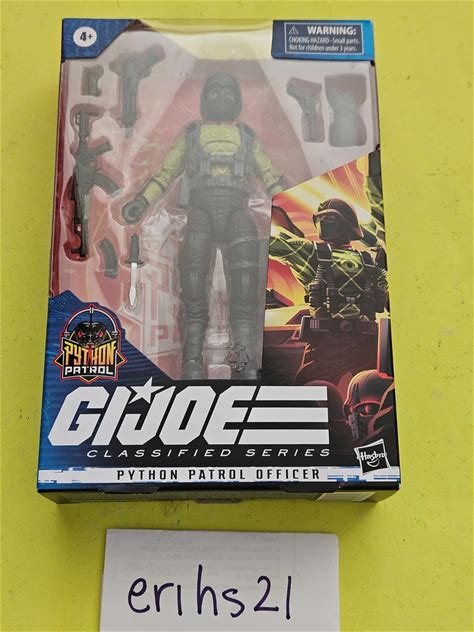 4+
WARNING:
CHOKING HAZARD–Small parts.
Not for children under 3 years.
PYTHON
PATROL
G.I.JOE
CLASSIFIED SERIES
PYTHON PATROL OFFICER
Hasbro
erihs21